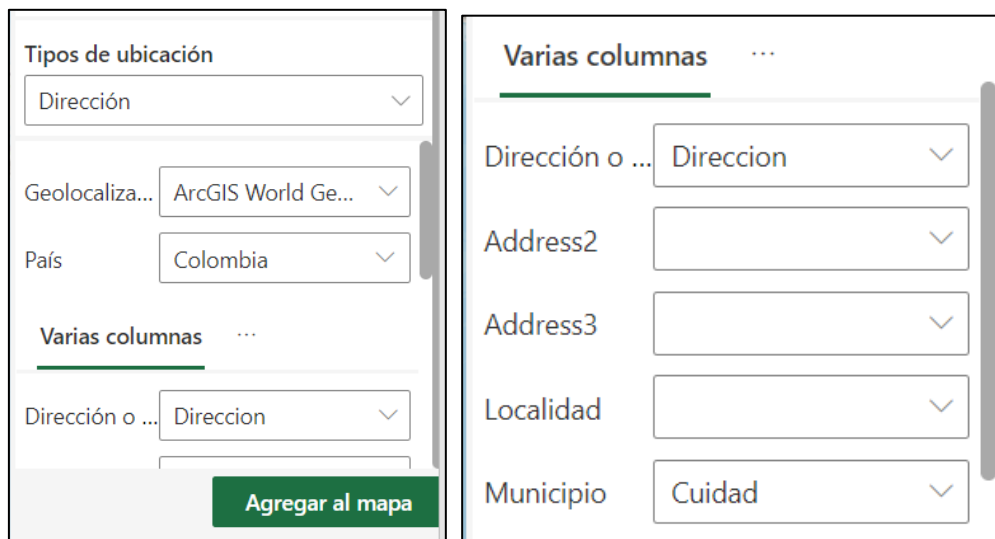 Tipos de ubicación
Dirección
Geolocaliza... ArcGIS World Ge...
País Colombia
Varias columnas ...
Dirección o ... Direccion
Agregar al mapa
Varias columnas ...
Dirección o ... Direccion
Address2
Address3
Localidad
Municipio Cuidad